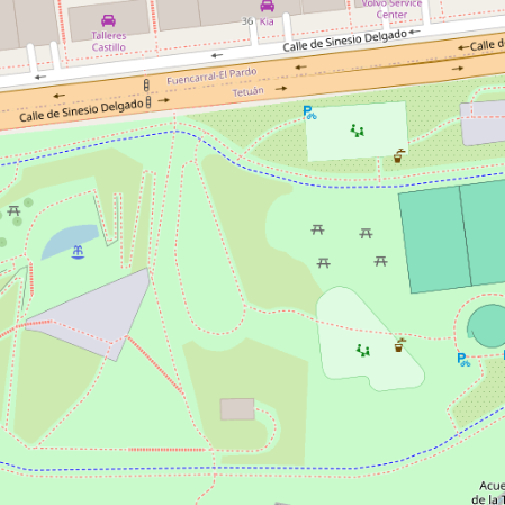 Volvo Service
Center
36
Kia
Talleres
Castillo
Calle de Sinesio Delgado
Calle de
Fuencarral-El Pardo
Tetuán
Calle de Sinesio Delgado
P
P
Acue
de la